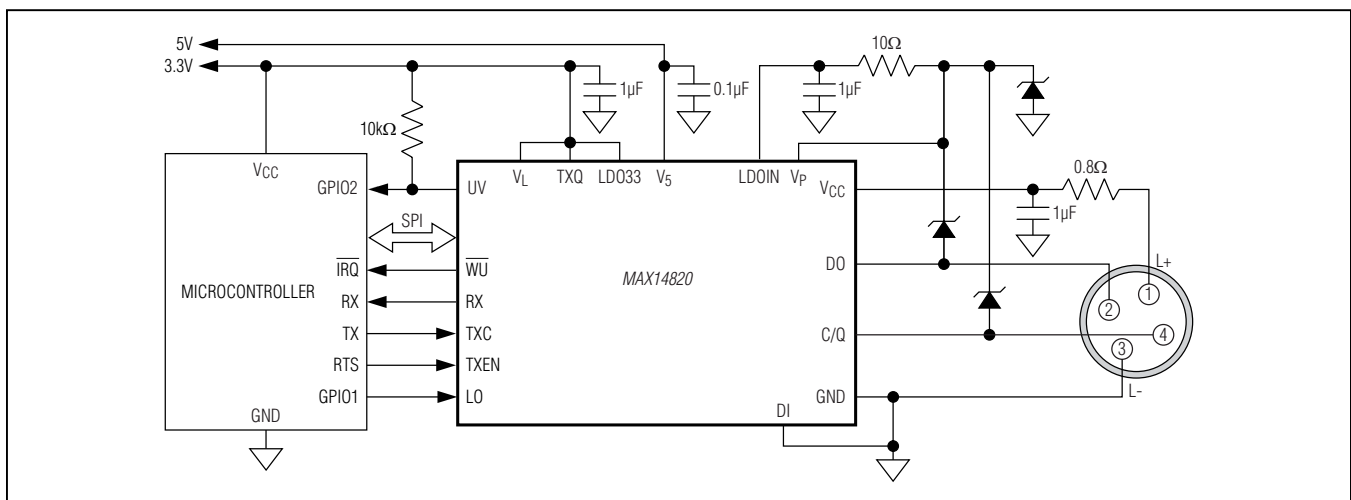 5V
3.3V
10kΩ
1µF
0.1µF
1µF
10Ω
VCC
GPIO2
SPI
IRQ
MICROCONTROLLER
RX
TX
RTS
GPIO1
GND
VL
TXQ
LDO33
V5
LDOIN
VP
VCC
UV
WU
RX
TXC
TXEN
LO
MAX14820
DO
C/Q
GND
DI
0.8Ω
1µF
L+
1
2
4
3
L-